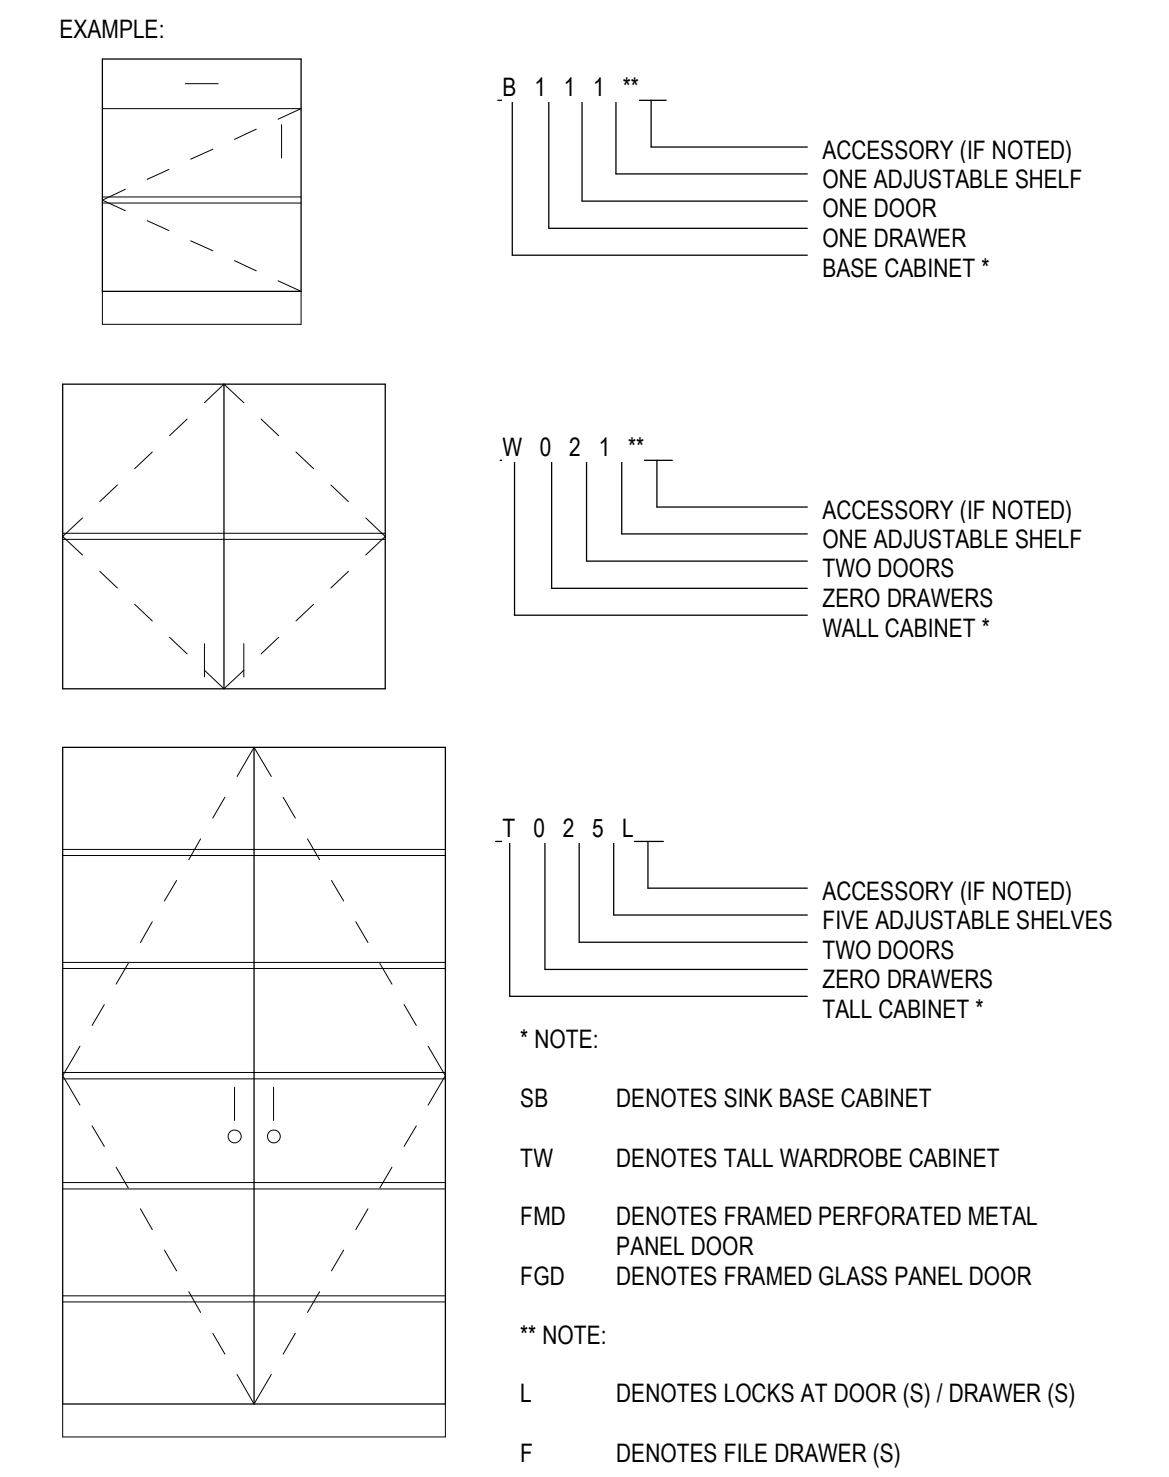 EXAMPLE:
B 1 1 1 **
ACCESSORY (IF NOTED)
ONE ADJUSTABLE SHELF
ONE DOOR
ONE DRAWER
BASE CABINET *
W 0 2 1 **
ACCESSORY (IF NOTED)
ONE ADJUSTABLE SHELF
TWO DOORS
ZERO DRAWERS
WALL CABINET *
T 0 2 5 L
ACCESSORY (IF NOTED)
FIVE ADJUSTABLE SHELVES
TWO DOORS
ZERO DRAWERS
TALL CABINET *
* NOTE:
SB DENOTES SINK BASE CABINET
TW DENOTES TALL WARDROBE CABINET
FMD DENOTES FRAMED PERFORATED METAL
PANEL DOOR
FGD DENOTES FRAMED GLASS PANEL DOOR
** NOTE:
L DENOTES LOCKS AT DOOR (S) / DRAWER (S)
F DENOTES FILE DRAWER (S)